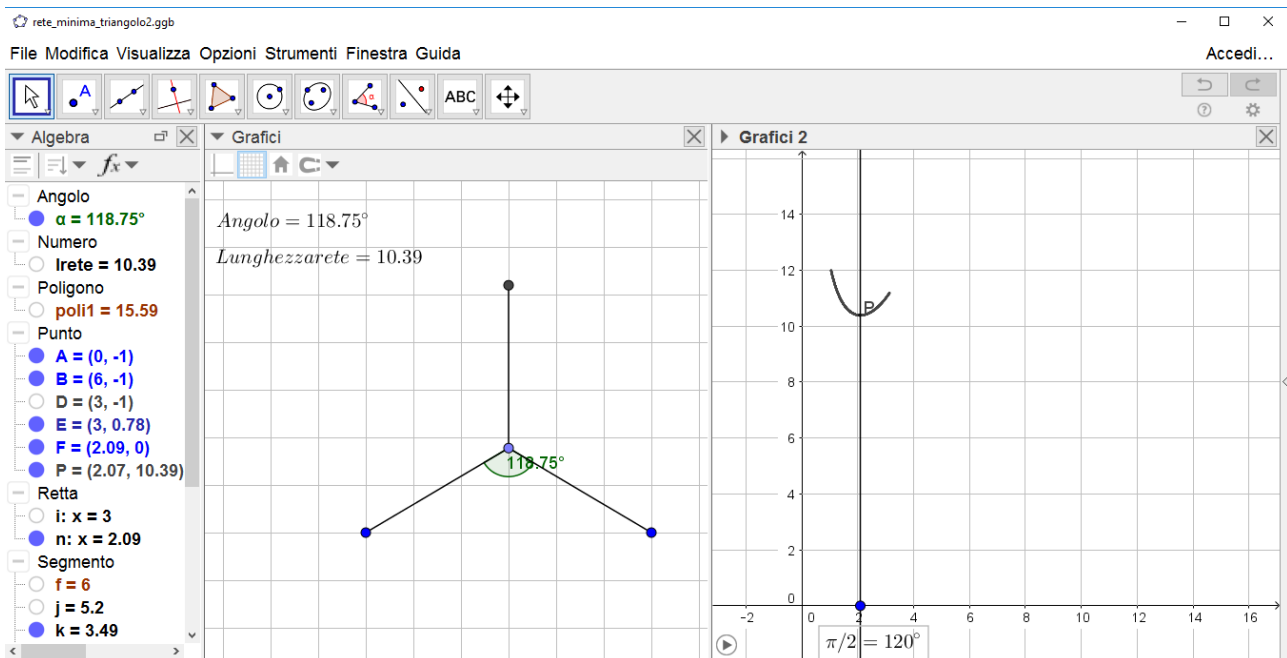 rete_minima_triangolo2.ggb
File Modifica Visualizza Opzioni Strumenti Finestra Guida
Accedi...
A
ABC
Algebra
Grafici
Grafici 2
fx
Angolo
α = 118.75°
Numero
lrete = 10.39
Poligono
poli1 = 15.59
Punto
A = (0, -1)
B = (6, -1)
D = (3, -1)
E = (3, 0.78)
F = (2.09, 0)
P = (2.07, 10.39)
Retta
i: x = 3
n: x = 2.09
Segmento
f = 6
j = 5.2
k = 3.49
Angolo = 118.75°
Lunghezzarete = 10.39
118.75°
14
12
P
10
8
6
4
2
0
−2 0 2 4 6 8 10 12 14 16
π/2 = 120°